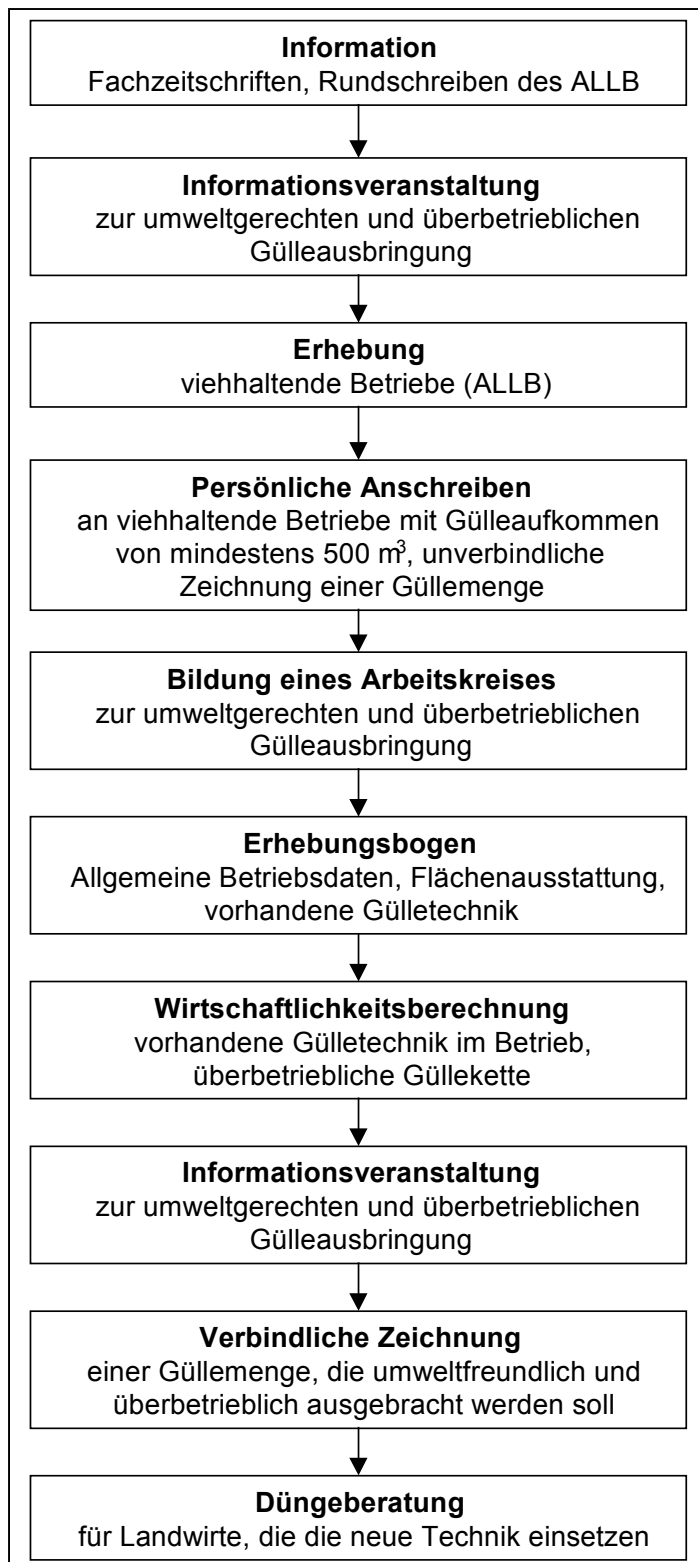 Information
Fachzeitschriften, Rundschreiben des ALLB
Informationsveranstaltung
zur umweltgerechten und überbetrieblichen
Gülleausbringung
Erhebung
viehhaltende Betriebe (ALLB)
Persönliche Anschreiben
an viehhaltende Betriebe mit Gülleaufkommen
von mindestens 500 m³, unverbindliche
Zeichnung einer Güllemenge
Bildung eines Arbeitskreises
zur umweltgerechten und überbetrieblichen
Gülleausbringung
Erhebungsbogen
Allgemeine Betriebsdaten, Flächenausstattung,
vorhandene Gülletechnik
Wirtschaftlichkeitsberechnung
vorhandene Gülletechnik im Betrieb,
überbetriebliche Güllekette
Informationsveranstaltung
zur umweltgerechten und überbetrieblichen
Gülleausbringung
Verbindliche Zeichnung
einer Güllemenge, die umweltfreundlich und
überbetrieblich ausgebracht werden soll
Düngeberatung
für Landwirte, die die neue Technik einsetzen